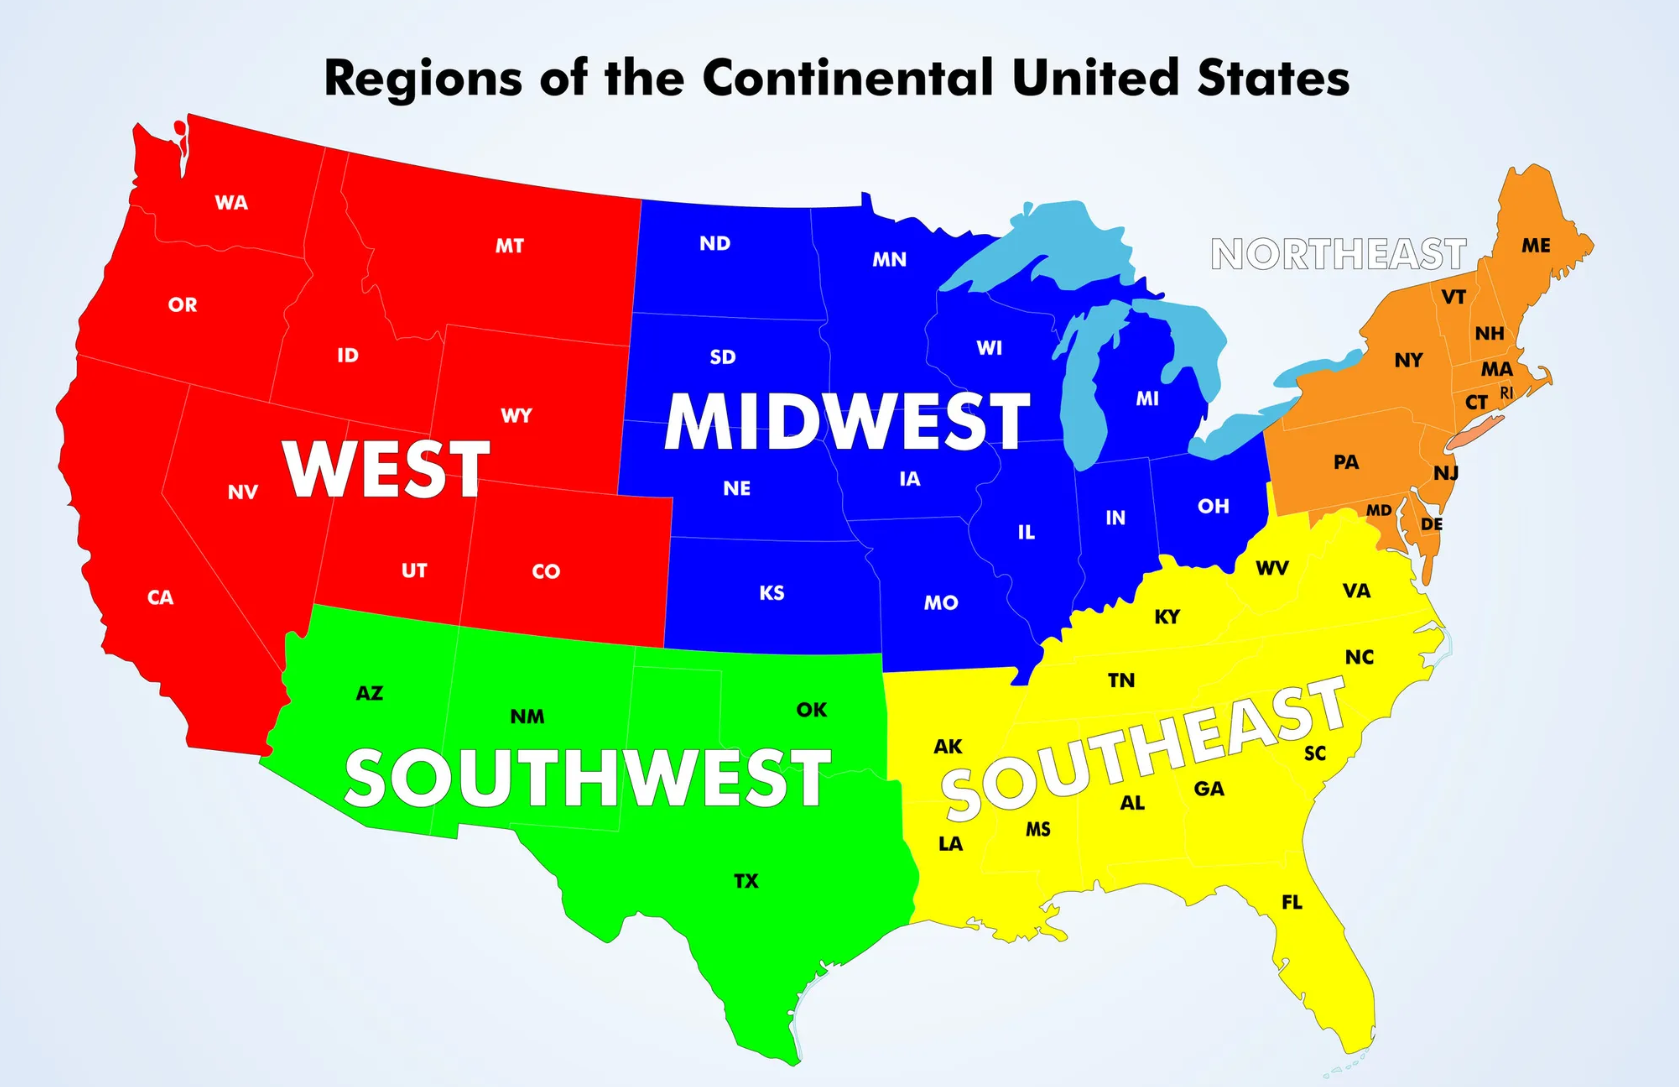 Regions of the Continental United States
WA
MT
ND
MN
NORTHEAST
ME
OR
VT
ID
SD
WI
NH
NY
MA
WY
MIDWEST
MI
RI
CT
WEST
NV
NE
IA
PA
NJ
IL
IN
OH
MD
DE
CA
UT
CO
KS
MO
WV
VA
KY
NC
AZ
NM
OK
TN
SOUTHWEST
AK
SOUTHEAST
SC
LA
MS
AL
GA
TX
FL